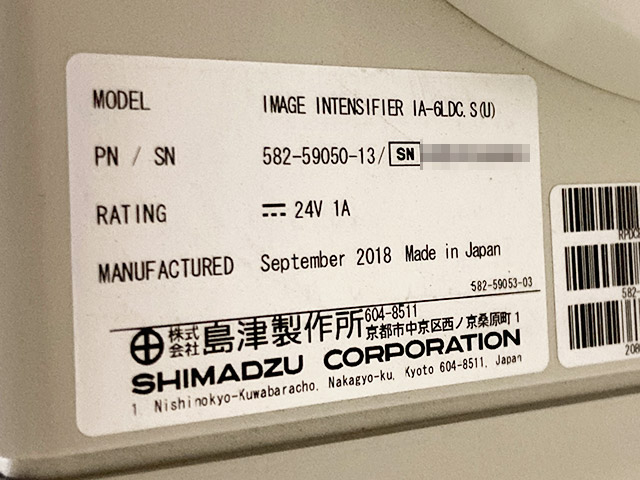 MODEL IMAGE INTENSIFIER IA-6LDC.S(U)
PN / SN 582-59050-13/ SN
RATING 24V 1A
MANUFACTURED September 2018 Made in Japan
582-59053-03
株式会社 島津製作所 604-8511 京都市中京区西ノ京桑原町1
SHIMADZU CORPORATION
1, Nishinokyo-Kuwabaracho, Nakagyo-ku, Kyoto 604-8511, Japan
RPDC
582-
208